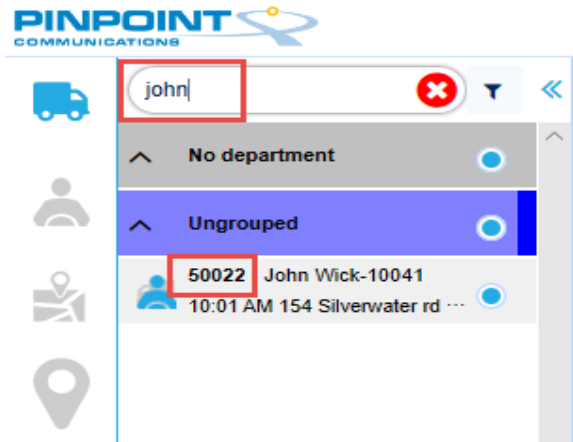 PINPOINT
COMMUNICATIONS
john
No department
Ungrouped
50022 John Wick-10041
10:01 AM 154 Silverwater rd ...